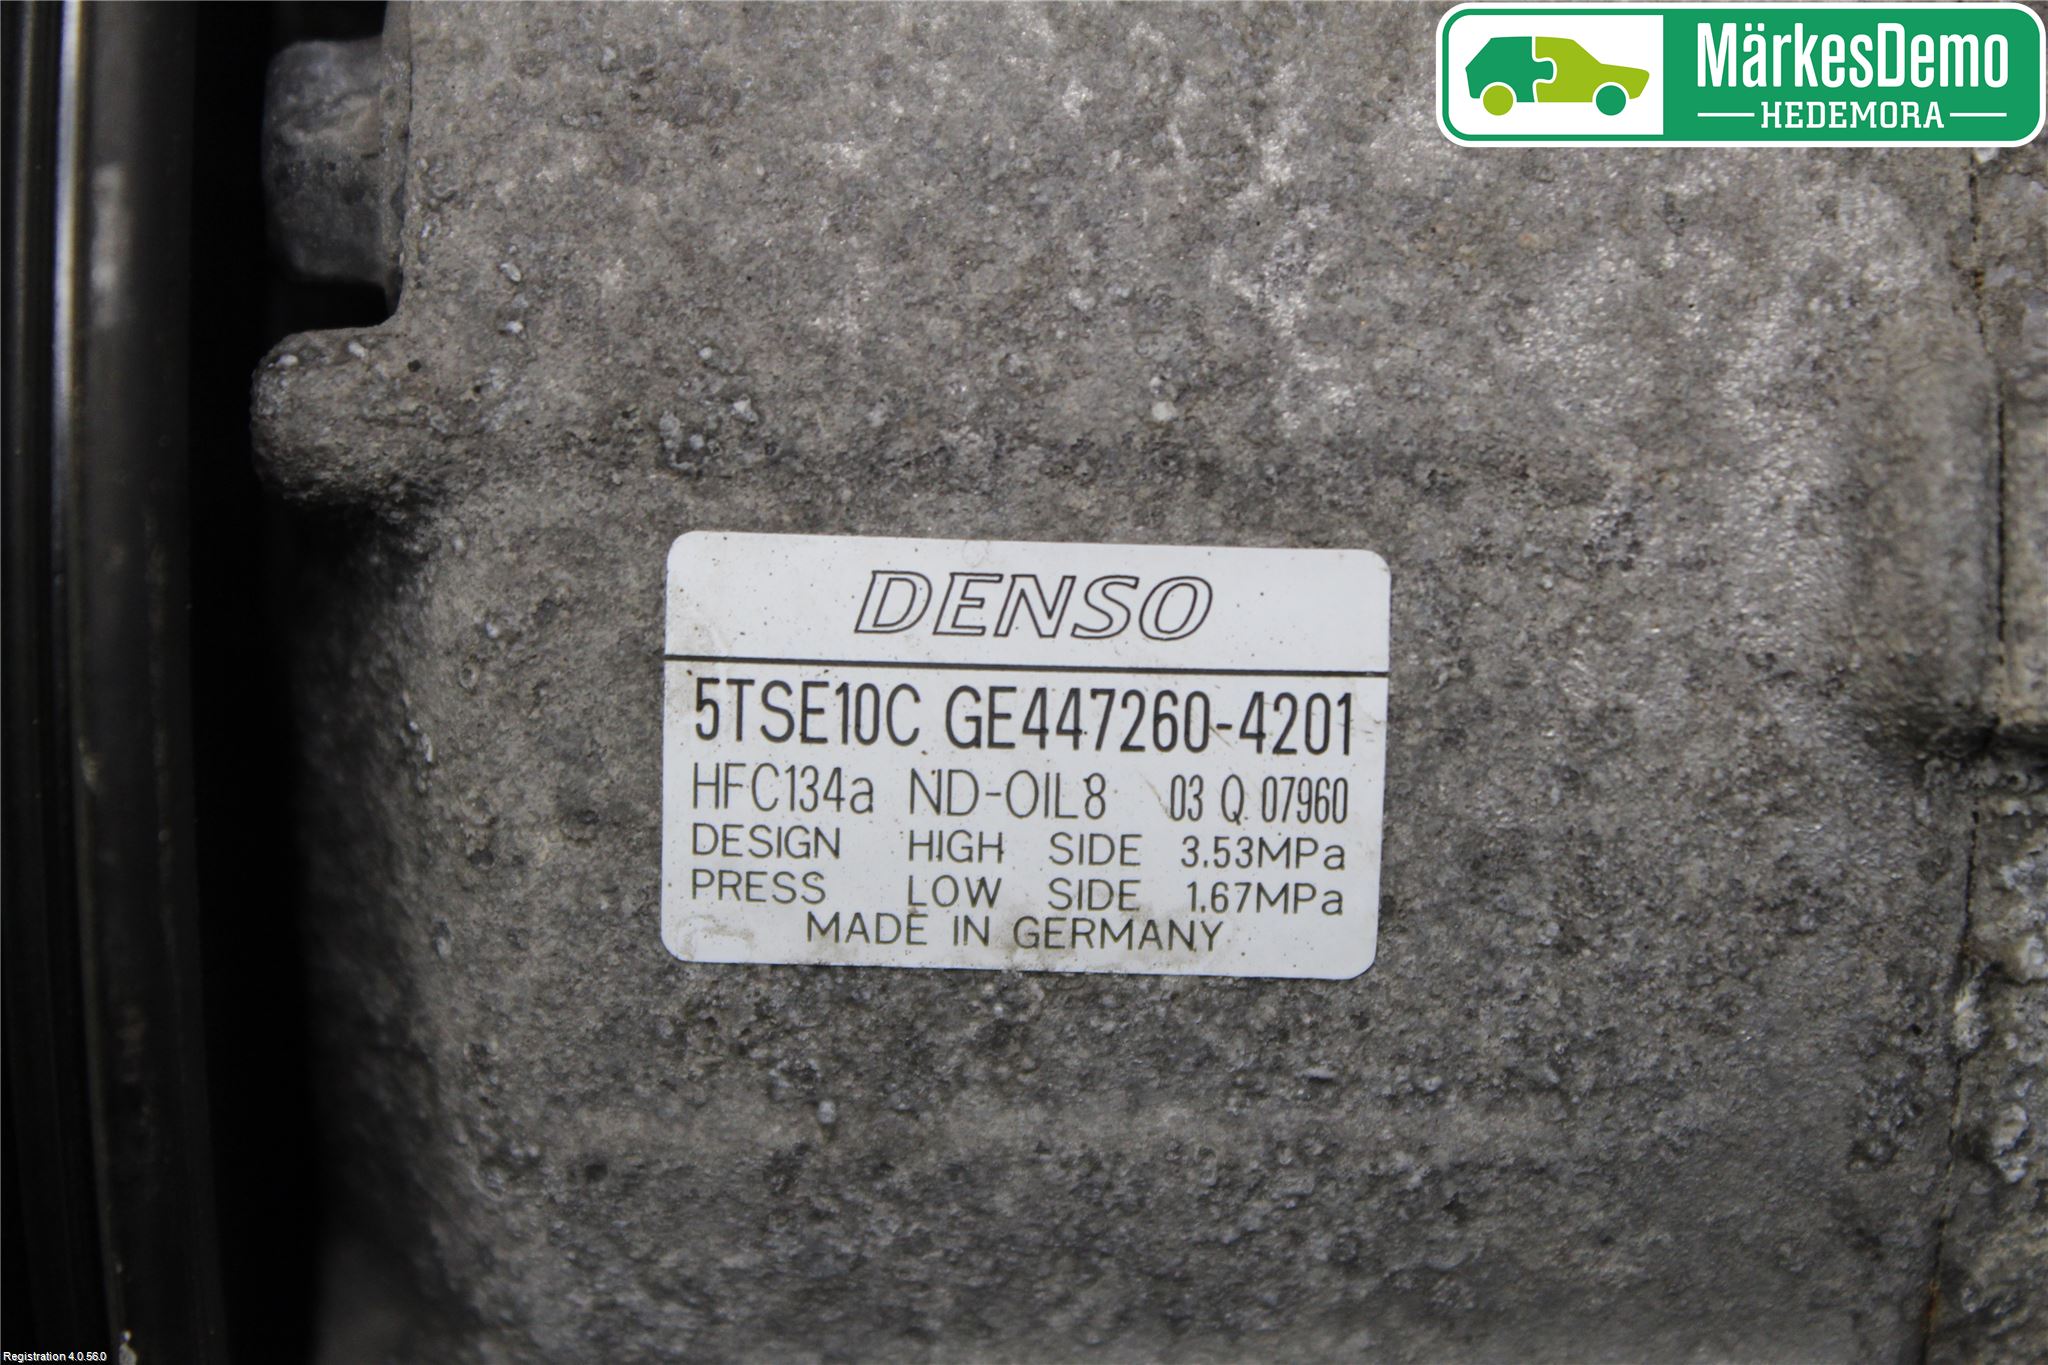 MärkesDemo
HEDEMORA
DENSO
5TSE10C GE447260-4201
HFC134a ND-OIL8 03 Q 07960
DESIGN HIGH SIDE 3.53MPa
PRESS LOW SIDE 1.67MPa
MADE IN GERMANY
Registration 4.0.56.0